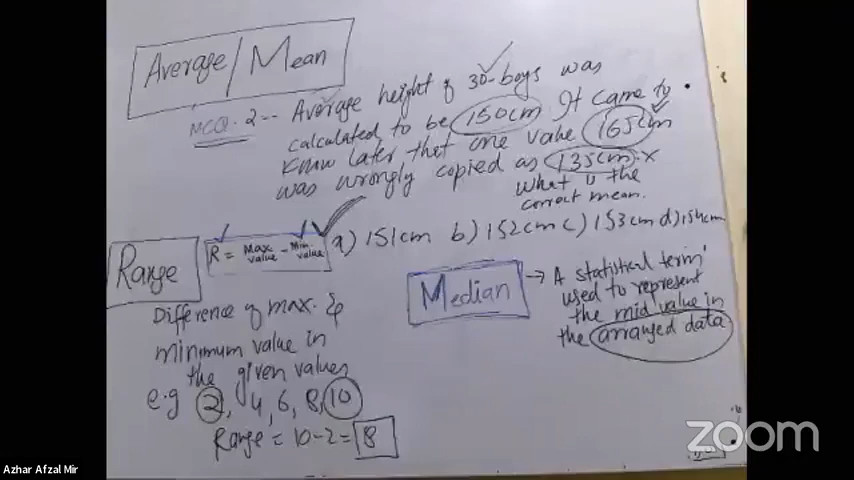 Average/Mean
MCQ-2-- Average height of 30-boys was
calculated to be 150cm It came to
know later that one value 165cm
was wrongly copied as 135cm x
What is the
correct mean.
a) 151cm b) 152cm c) 153cm d) 154cm
Range
R = Max value - Min. value
Difference of max. &
minimum value in
the given values
e.g 2, 4, 6, 8, 10
Range = 10-2 = 8
Median
→ A statistical term
used to represent
the mid value in
the arranged data
zoom
Azhar Afzal Mir